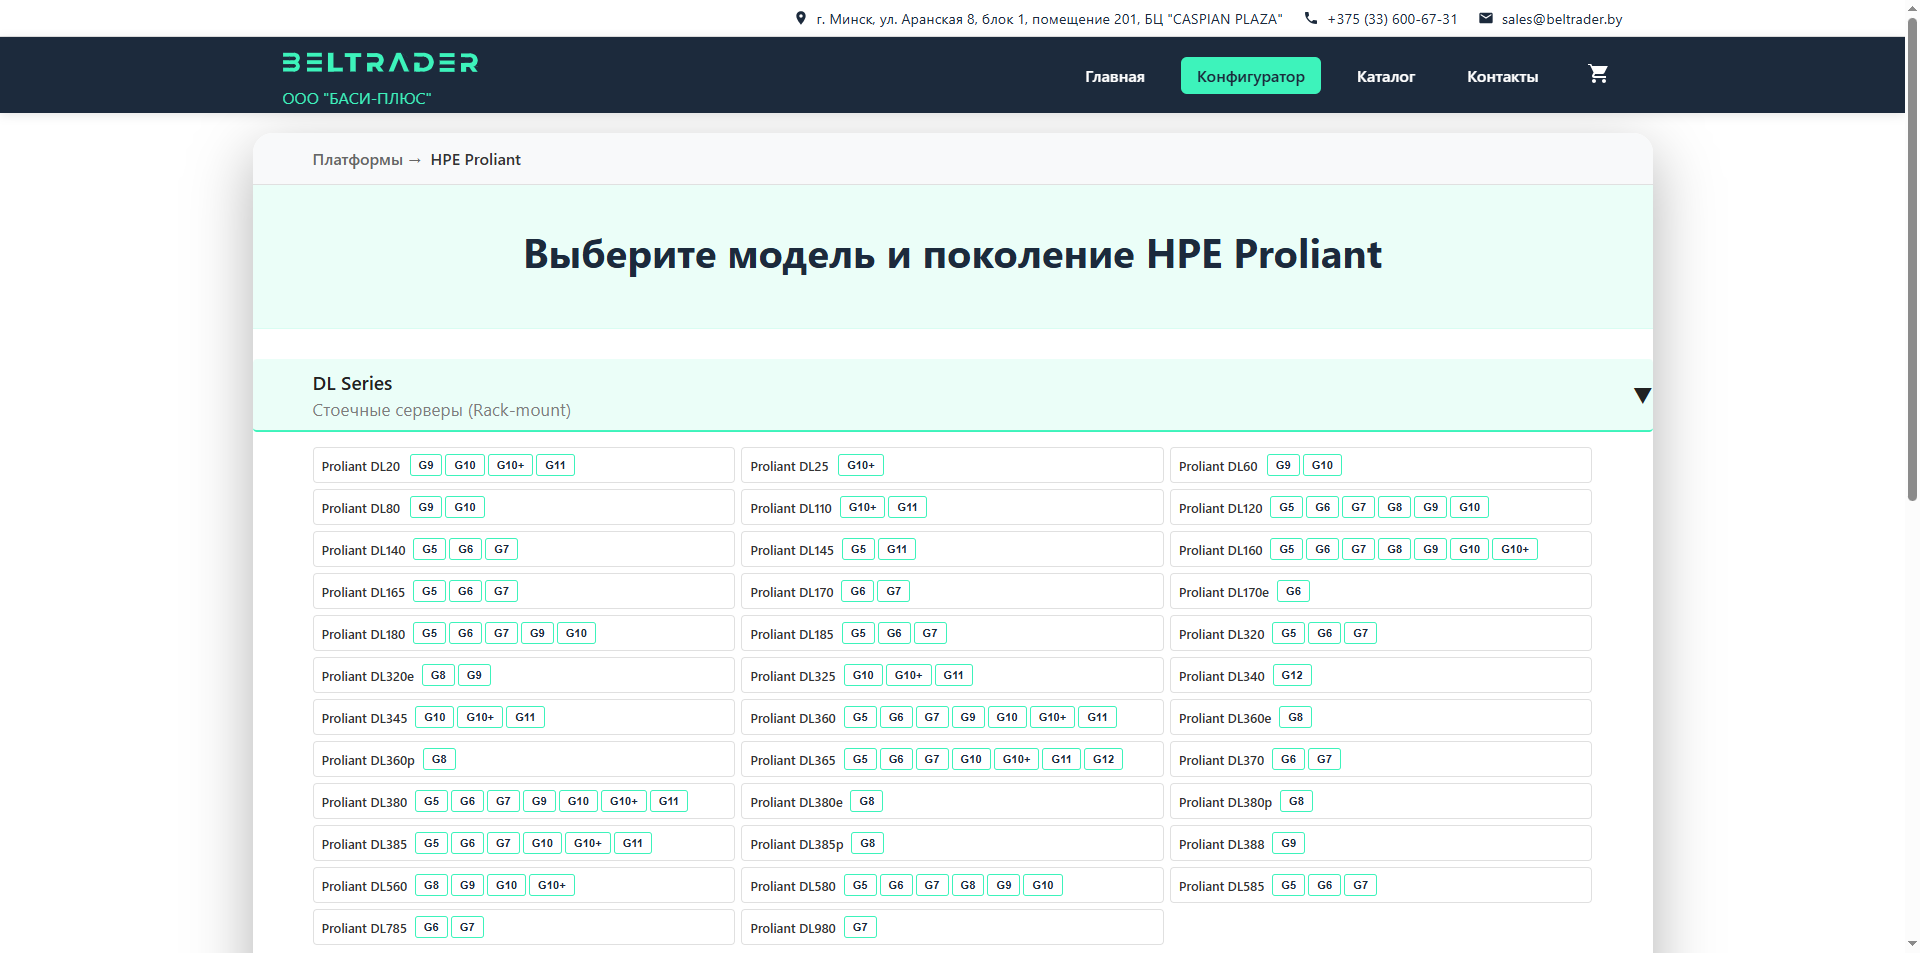 г. Минск, ул. Аранская 8, блок 1, помещение 201, БЦ "CASPIAN PLAZA" +375 (33) 600-67-31 sales@beltrader.by
BELTRADER
ООО "БАСИ-ПЛЮС"
Главная Конфигуратор Каталог Контакты
Платформы → HPE Proliant
Выберите модель и поколение HPE Proliant
DL Series
Стоечные серверы (Rack-mount)
▼
Proliant DL20 G9 G10 G10+ G11
Proliant DL25 G10+
Proliant DL60 G9 G10
Proliant DL80 G9 G10
Proliant DL110 G10+ G11
Proliant DL120 G5 G6 G7 G8 G9 G10
Proliant DL140 G5 G6 G7
Proliant DL145 G5 G11
Proliant DL160 G5 G6 G7 G8 G9 G10 G10+
Proliant DL165 G5 G6 G7
Proliant DL170 G6 G7
Proliant DL170e G6
Proliant DL180 G5 G6 G7 G9 G10
Proliant DL185 G5 G6 G7
Proliant DL320 G5 G6 G7
Proliant DL320e G8 G9
Proliant DL325 G10 G10+ G11
Proliant DL340 G12
Proliant DL345 G10 G10+ G11
Proliant DL360 G5 G6 G7 G9 G10 G10+ G11
Proliant DL360e G8
Proliant DL360p G8
Proliant DL365 G5 G6 G7 G10 G10+ G11 G12
Proliant DL370 G6 G7
Proliant DL380 G5 G6 G7 G9 G10 G10+ G11
Proliant DL380e G8
Proliant DL380p G8
Proliant DL385 G5 G6 G7 G10 G10+ G11
Proliant DL385p G8
Proliant DL388 G9
Proliant DL560 G8 G9 G10 G10+
Proliant DL580 G5 G6 G7 G8 G9 G10
Proliant DL585 G5 G6 G7
Proliant DL785 G6 G7
Proliant DL980 G7